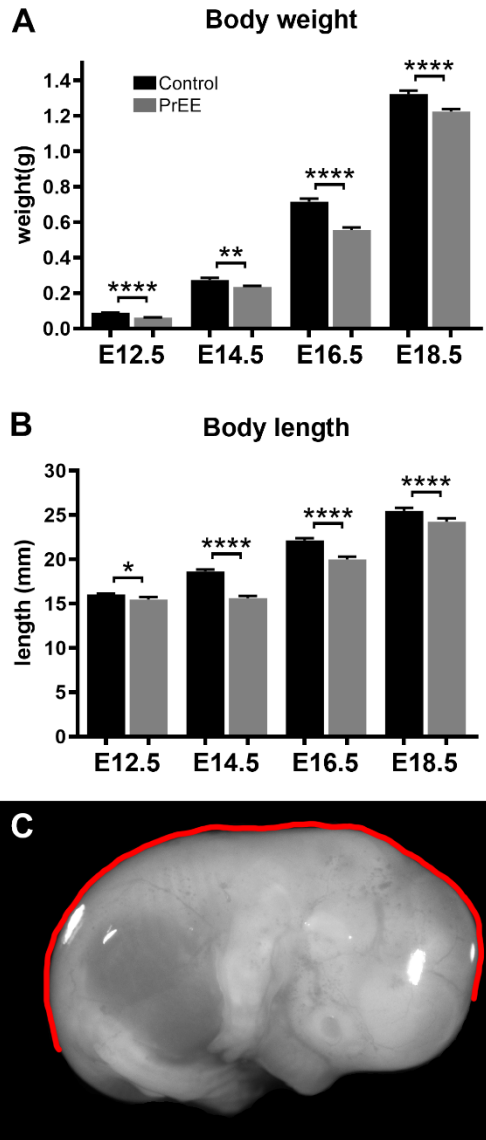 A
Body weight
weight(g)
1.4
1.2
1.0
0.8
0.6
0.4
0.2
0.0
Control
PrEE
****
**
****
****
E12.5
E14.5
E16.5
E18.5
B
Body length
length (mm)
30
25
20
15
10
5
0
*
****
****
****
E12.5
E14.5
E16.5
E18.5
C